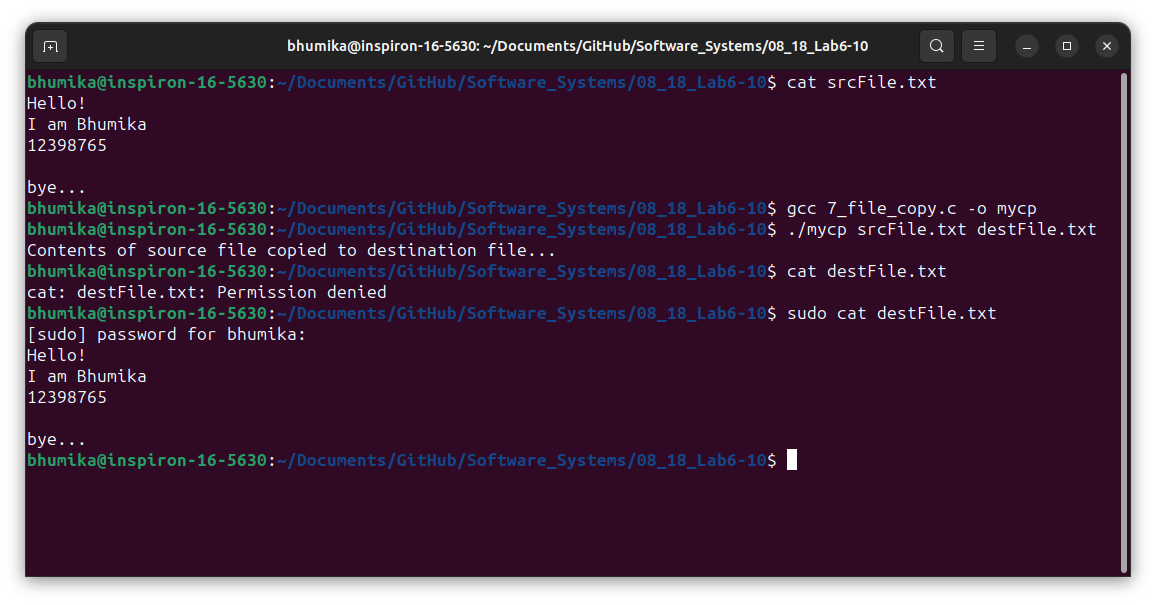 bhumika@inspiron-16-5630: ~/Documents/GitHub/Software_Systems/08_18_Lab6-10
bhumika@inspiron-16-5630:~/Documents/GitHub/Software_Systems/08_18_Lab6-10$ cat srcFile.txt
Hello!
I am Bhumika
12398765

bye...
bhumika@inspiron-16-5630:~/Documents/GitHub/Software_Systems/08_18_Lab6-10$ gcc 7_file_copy.c -o mycp
bhumika@inspiron-16-5630:~/Documents/GitHub/Software_Systems/08_18_Lab6-10$ ./mycp srcFile.txt destFile.txt
Contents of source file copied to destination file...
bhumika@inspiron-16-5630:~/Documents/GitHub/Software_Systems/08_18_Lab6-10$ cat destFile.txt
cat: destFile.txt: Permission denied
bhumika@inspiron-16-5630:~/Documents/GitHub/Software_Systems/08_18_Lab6-10$ sudo cat destFile.txt
[sudo] password for bhumika:
Hello!
I am Bhumika
12398765

bye...
bhumika@inspiron-16-5630:~/Documents/GitHub/Software_Systems/08_18_Lab6-10$